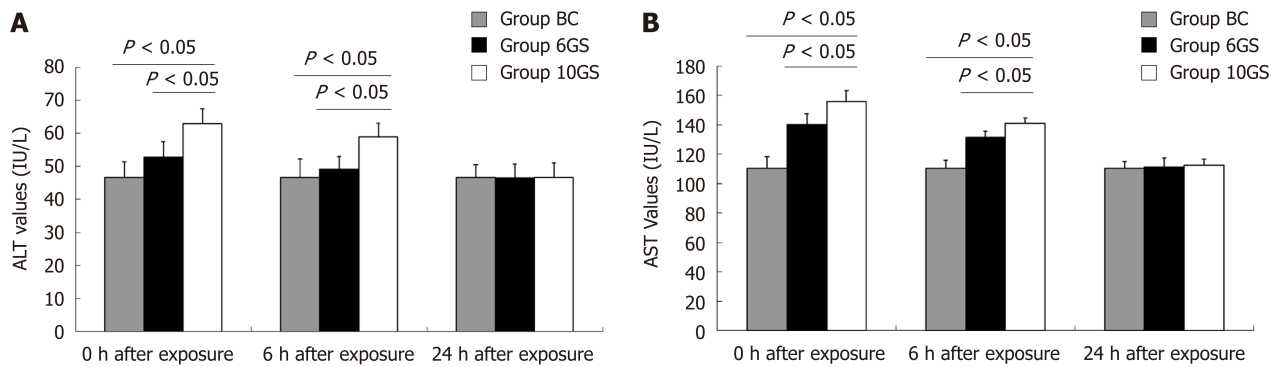 A
Group BC
Group 6GS
Group 10GS
P < 0.05
P < 0.05
P < 0.05
P < 0.05
ALT values (IU/L)
80
70
60
50
40
30
20
10
0
0 h after exposure
6 h after exposure
24 h after exposure
B
Group BC
Group 6GS
Group 10GS
P < 0.05
P < 0.05
P < 0.05
P < 0.05
AST Values (IU/L)
180
160
140
120
100
80
60
40
20
0
0 h after exposure
6 h after exposure
24 h after exposure